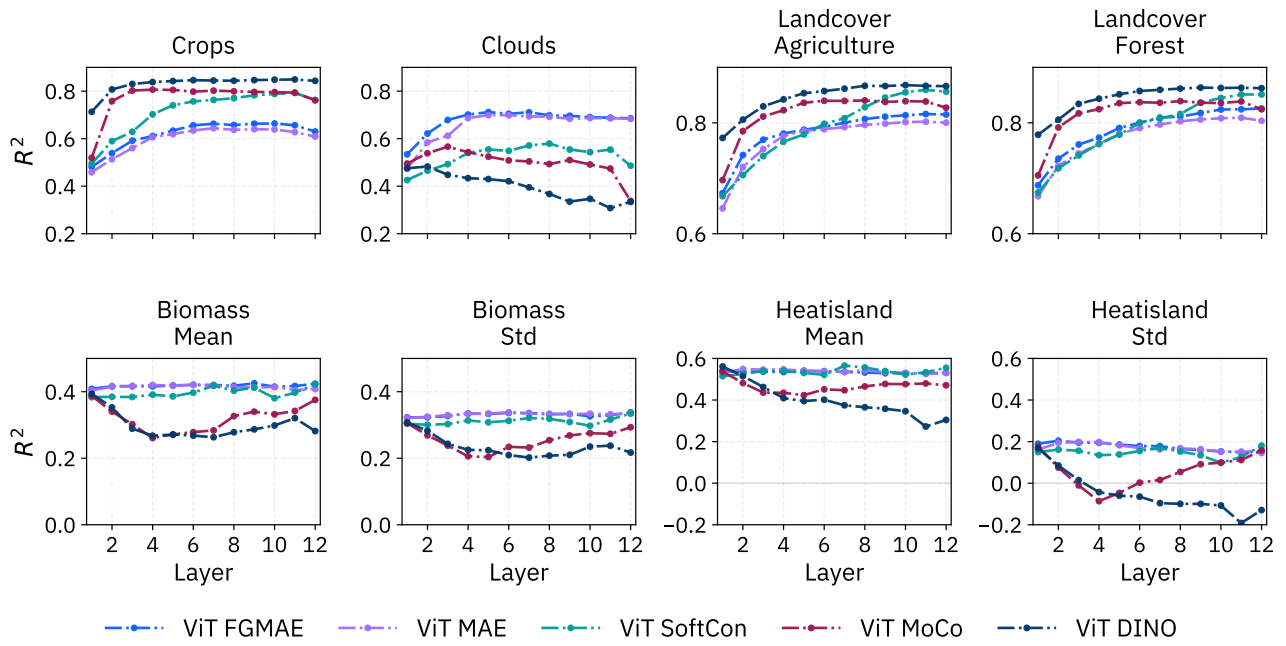 Crops
Clouds
Landcover
Agriculture
Landcover
Forest
R²
0.8
0.6
0.4
0.2
0.8
0.6
0.4
0.2
0.8
0.6
0.8
0.6
Biomass
Mean
Biomass
Std
Heatisland
Mean
Heatisland
Std
R²
0.4
0.2
0.0
0.4
0.2
0.0
0.6
0.4
0.2
0.0
−0.2
0.6
0.4
0.2
0.0
−0.2
2 4 6 8 10 12
2 4 6 8 10 12
2 4 6 8 10 12
2 4 6 8 10 12
Layer
Layer
Layer
Layer
ViT FGMAE
ViT MAE
ViT SoftCon
ViT MoCo
ViT DINO